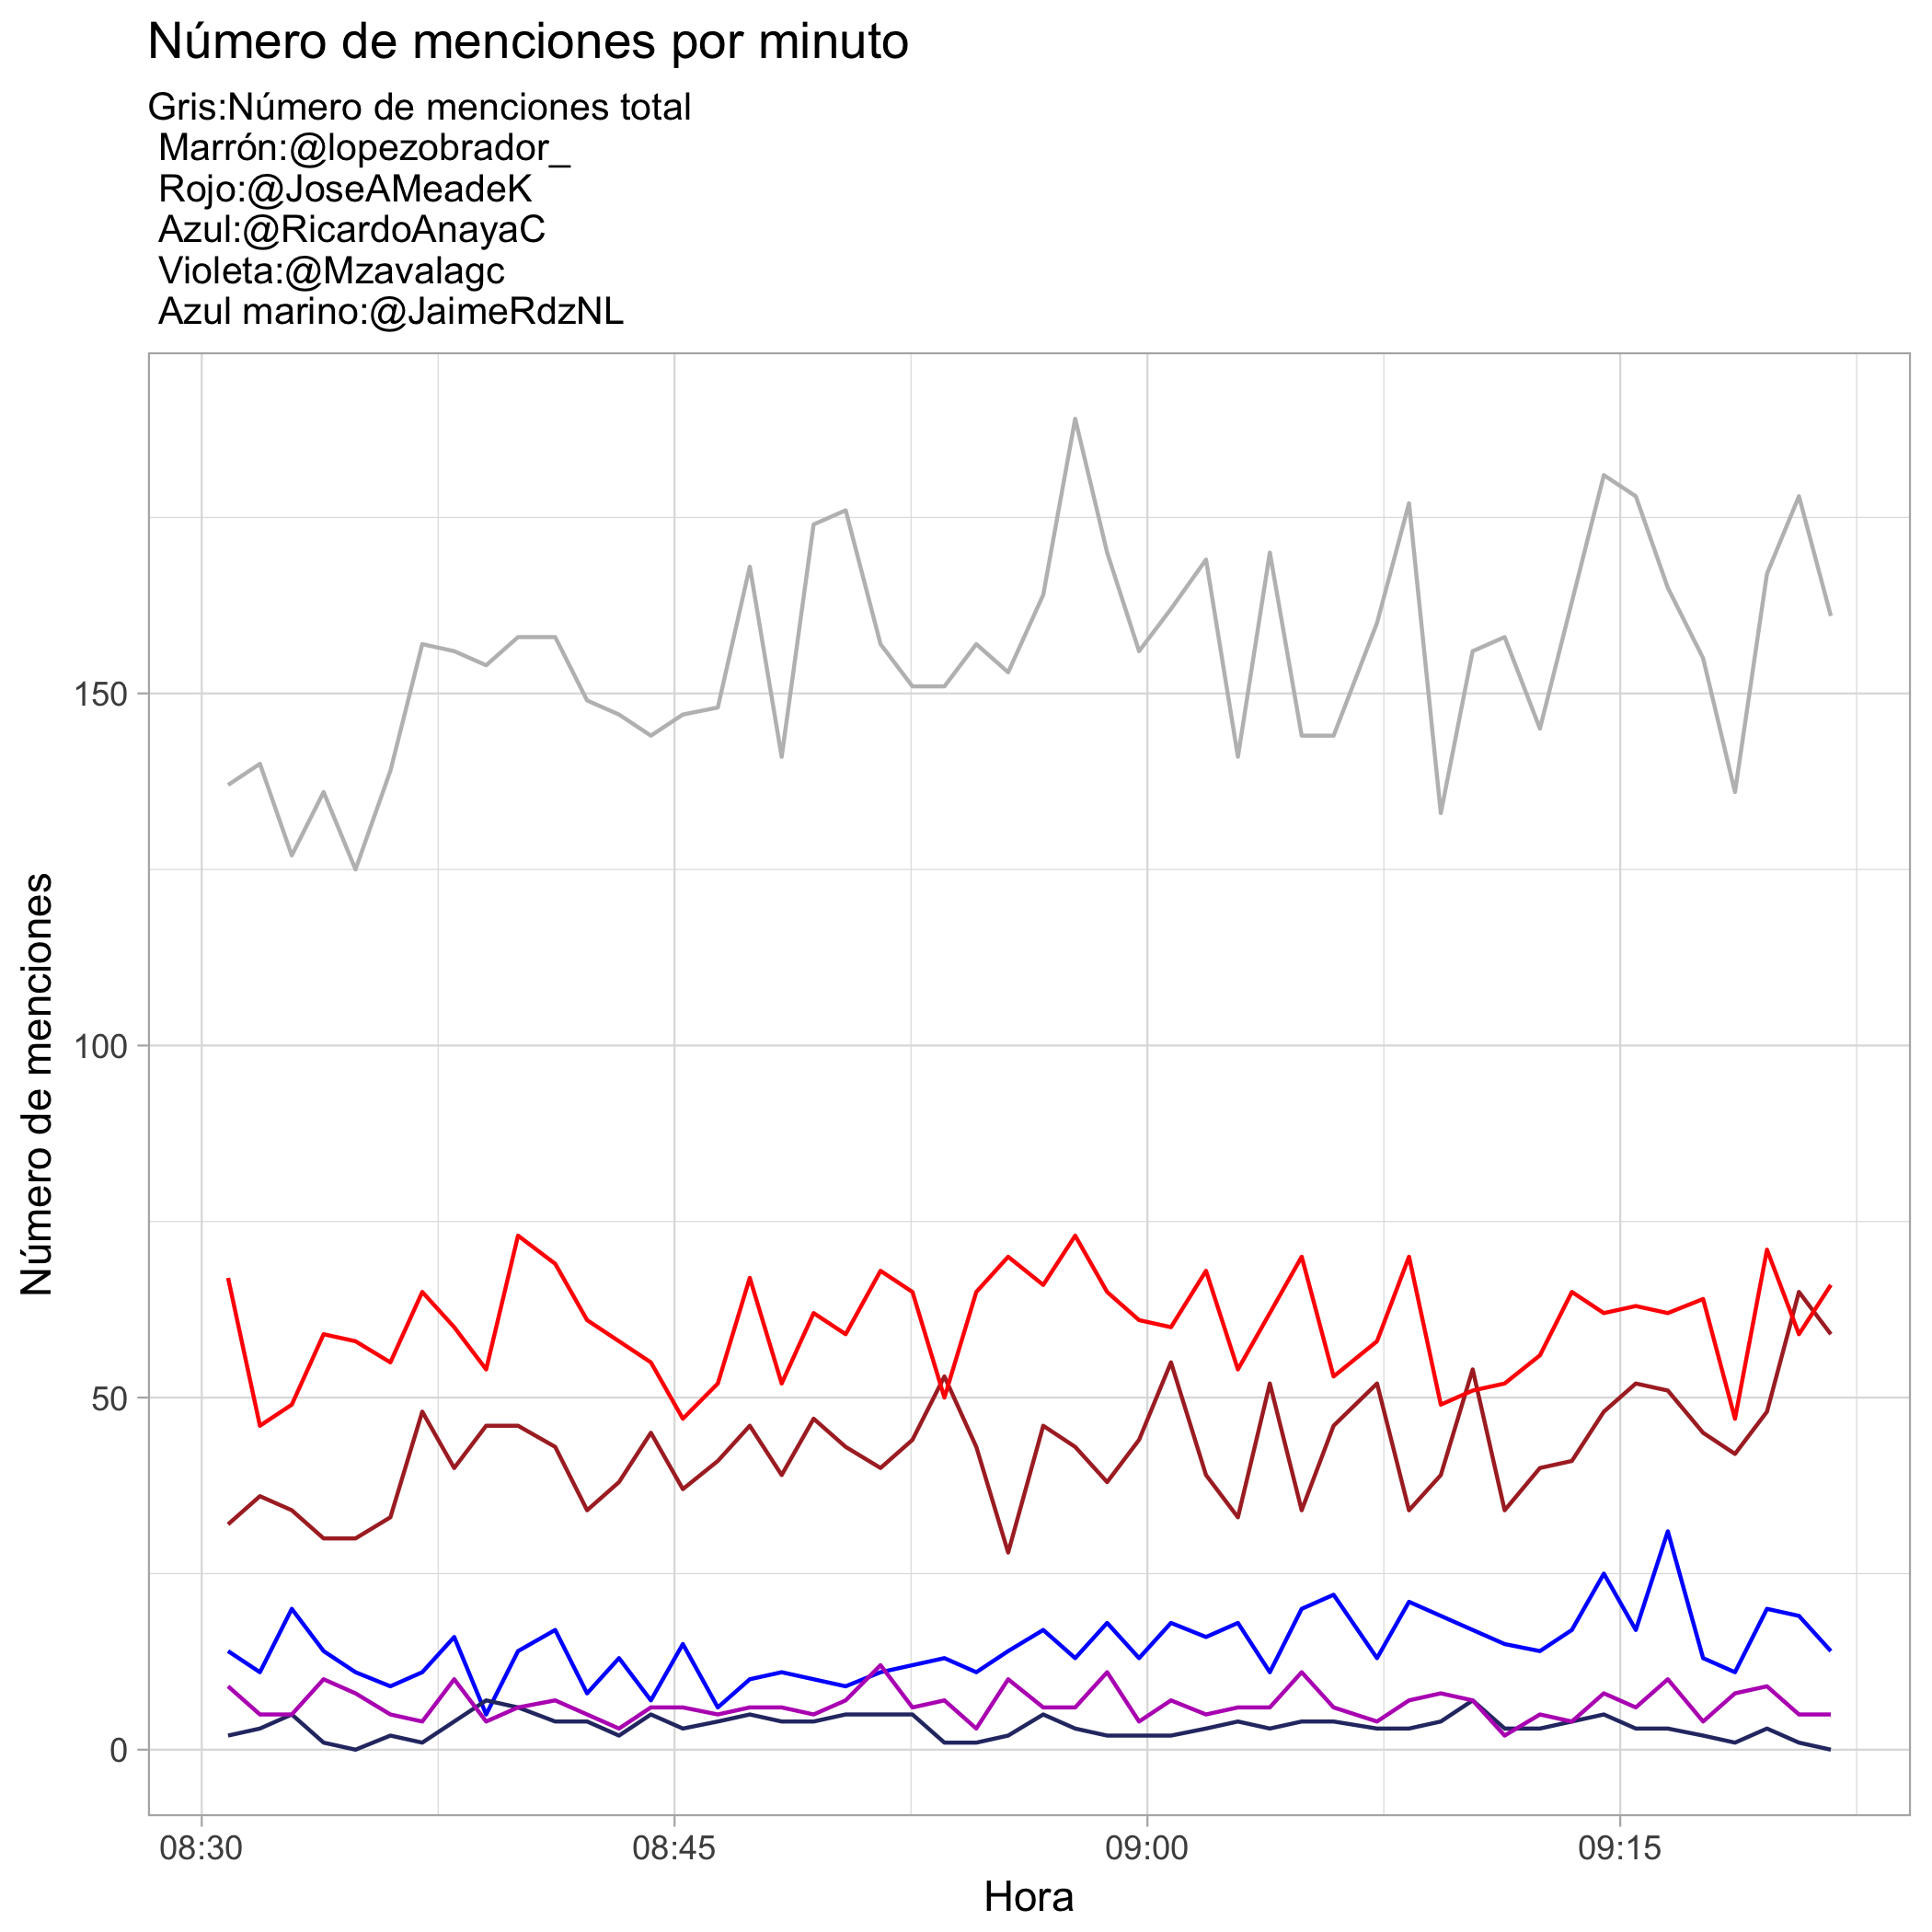 Número de menciones por minuto
Gris:Número de menciones total
Marrón:@lopezobrador_
Rojo:@JoseAMeadeK
Azul:@RicardoAnayaC
Violeta:@Mzavalagc
Azul marino:@JaimeRdzNL
Número de menciones
150
100
50
0
08:30
08:45
09:00
09:15
Hora